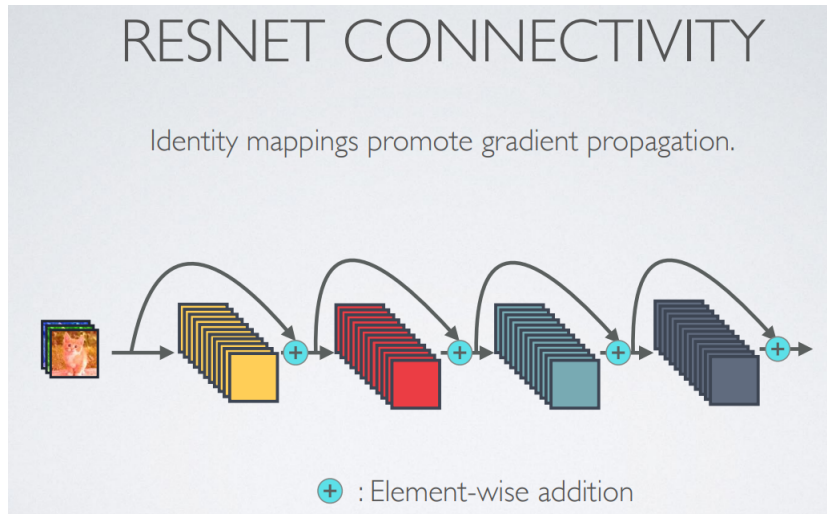 RESNET CONNECTIVITY
Identity mappings promote gradient propagation.
+ + + +
+ : Element-wise addition